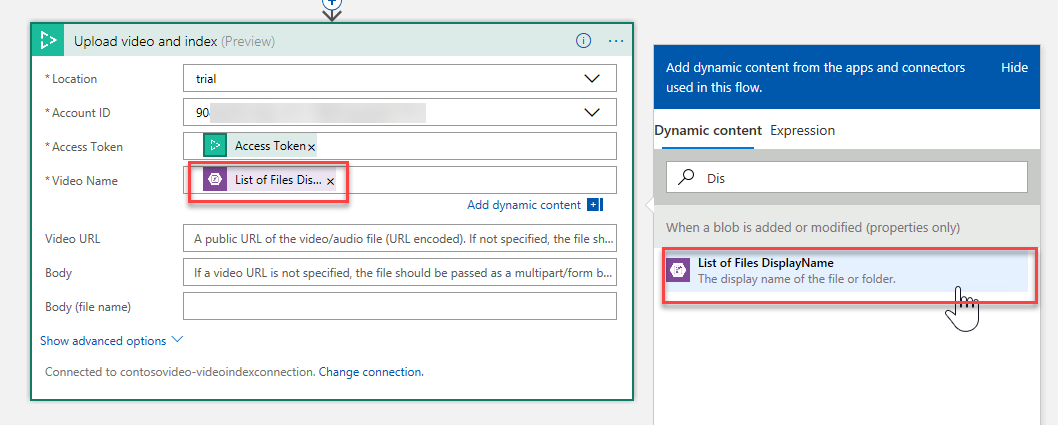 Upload video and index (Preview)
* Location
trial
* Account ID
90
* Access Token
Access Token ×
* Video Name
List of Files Dis... ×
Add dynamic content
Video URL
A public URL of the video/audio file (URL encoded). If not specified, the file sh...
Body
If a video URL is not specified, the file should be passed as a multipart/form b...
Body (file name)
Show advanced options
Connected to contosovideo-videoindexconnection. Change connection.
Add dynamic content from the apps and connectors
used in this flow.
Hide
Dynamic content
Expression
Dis
When a blob is added or modified (properties only)
List of Files DisplayName
The display name of the file or folder.